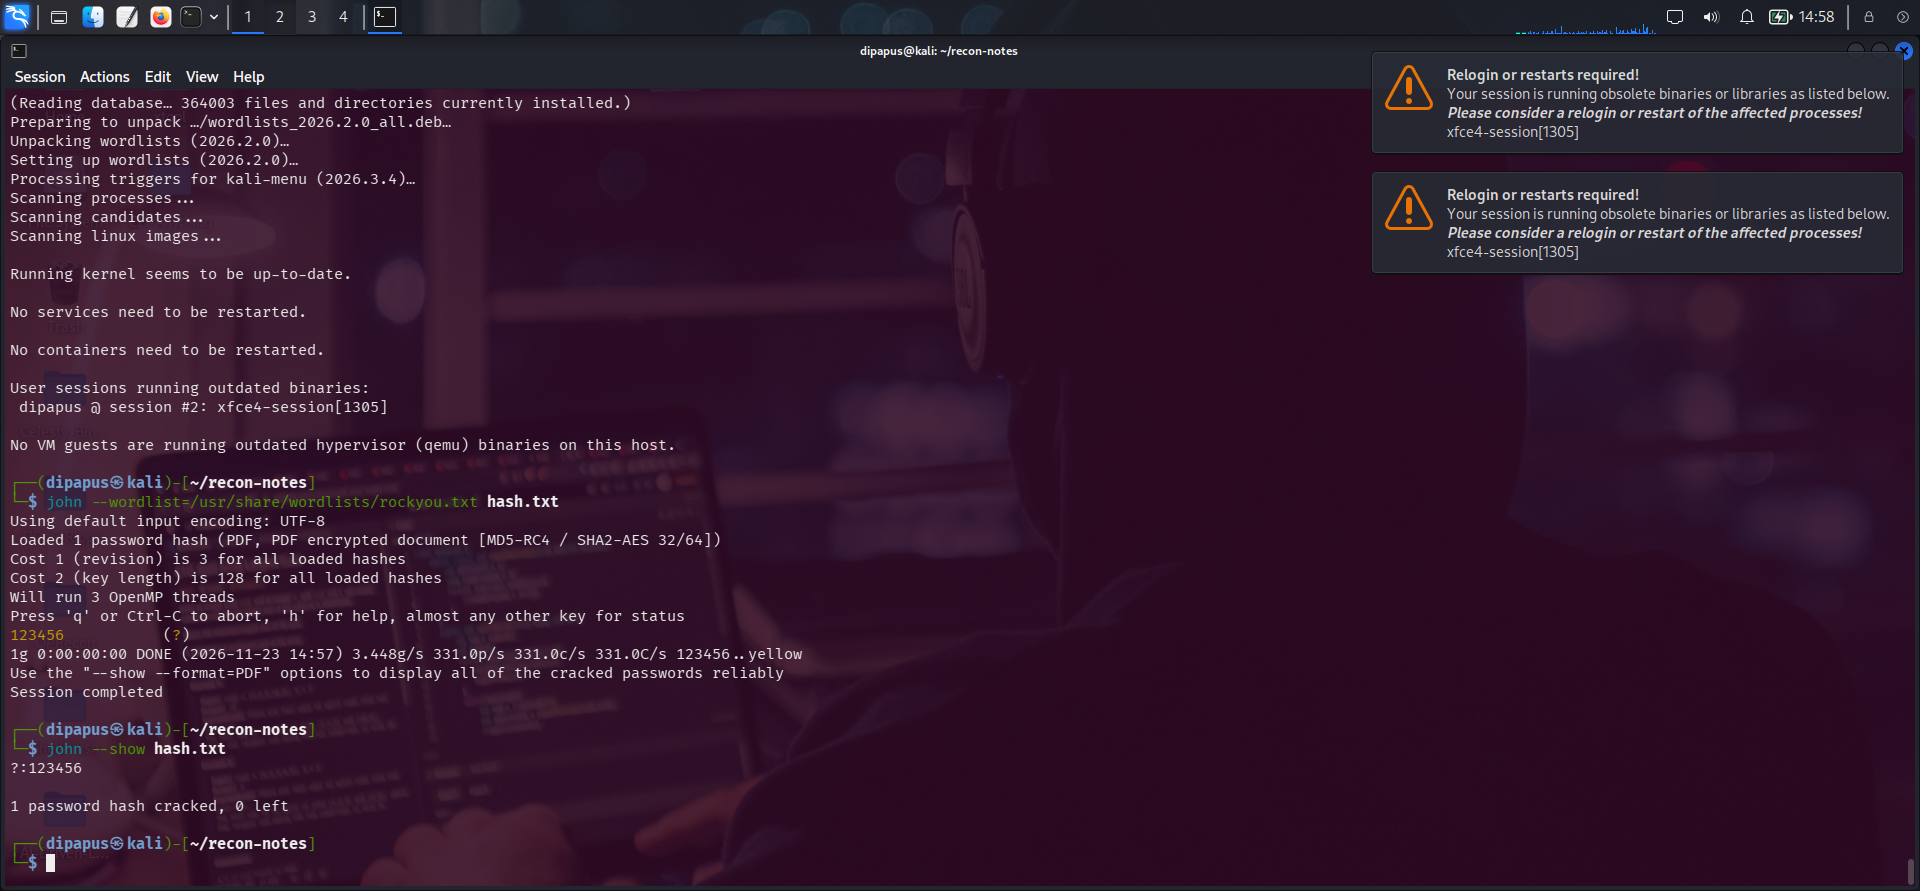 1 2 3 4 14:58
dipapus@kali: ~/recon-notes
Session Actions Edit View Help
(Reading database… 364003 files and directories currently installed.)
Preparing to unpack …/wordlists_2026.2.0_all.deb…
Unpacking wordlists (2026.2.0)…
Setting up wordlists (2026.2.0)…
Processing triggers for kali-menu (2026.3.4)…
Scanning processes...
Scanning candidates...
Scanning linux images...
Running kernel seems to be up-to-date.
No services need to be restarted.
No containers need to be restarted.
User sessions running outdated binaries:
dipapus @ session #2: xfce4-session[1305]
No VM guests are running outdated hypervisor (qemu) binaries on this host.
┌──(dipapus㉿kali)-[~/recon-notes]
└─$ john --wordlist=/usr/share/wordlists/rockyou.txt hash.txt
Using default input encoding: UTF-8
Loaded 1 password hash (PDF, PDF encrypted document [MD5-RC4 / SHA2-AES 32/64])
Cost 1 (revision) is 3 for all loaded hashes
Cost 2 (key length) is 128 for all loaded hashes
Will run 3 OpenMP threads
Press 'q' or Ctrl-C to abort, 'h' for help, almost any other key for status
123456           (?)
1g 0:00:00:00 DONE (2026-11-23 14:57) 3.448g/s 331.0p/s 331.0c/s 331.0C/s 123456..yellow
Use the "--show --format=PDF" options to display all of the cracked passwords reliably
Session completed
┌──(dipapus㉿kali)-[~/recon-notes]
└─$ john --show hash.txt
?:123456
1 password hash cracked, 0 left
┌──(dipapus㉿kali)-[~/recon-notes]
└─$
Relogin or restarts required!
Your session is running obsolete binaries or libraries as listed below.
Please consider a relogin or restart of the affected processes!
xfce4-session[1305]
Relogin or restarts required!
Your session is running obsolete binaries or libraries as listed below.
Please consider a relogin or restart of the affected processes!
xfce4-session[1305]